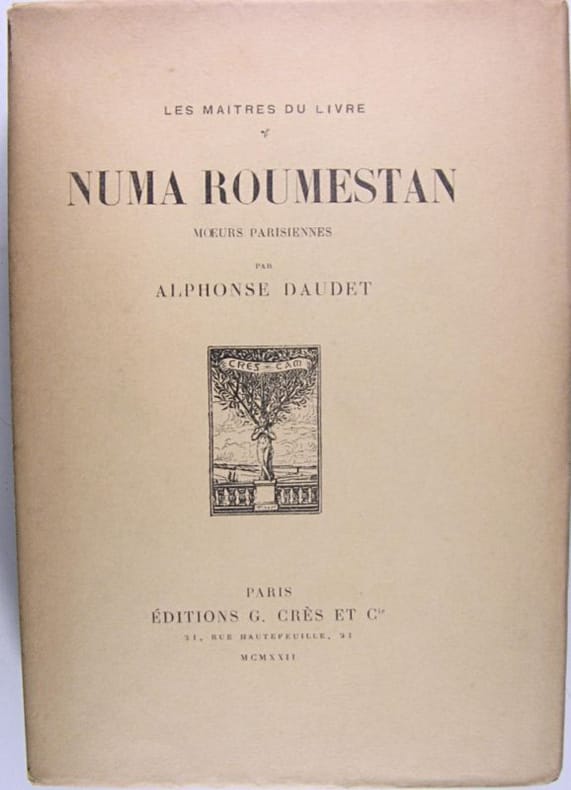 LES MAITRES DU LIVRE
NUMA ROUMESTAN
MŒURS PARISIENNES
PAR
ALPHONSE DAUDET
CRES - CAM
PARIS
ÉDITIONS G. CRÈS ET Cie
21, RUE HAUTEFEUILLE, 21
MCMXXII